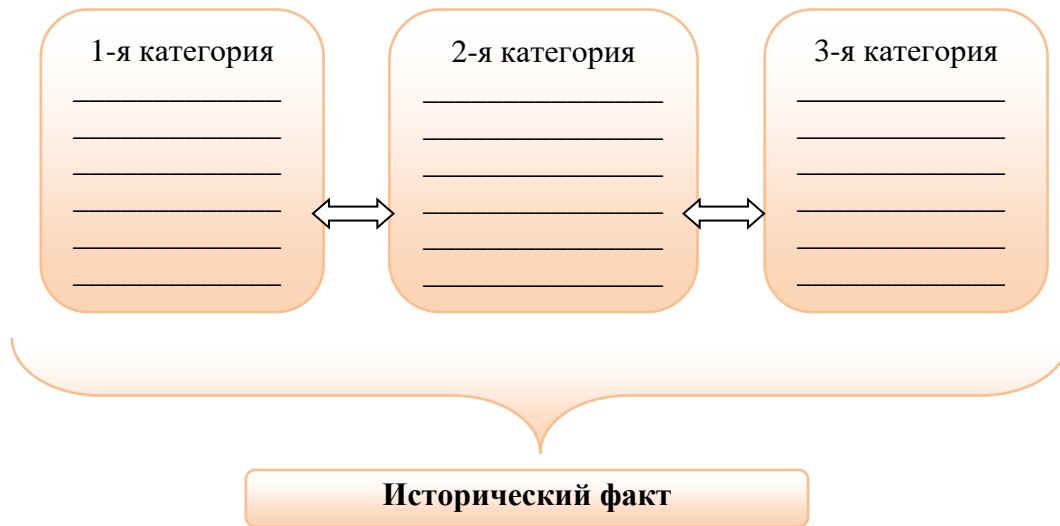 1-я категория
2-я категория
3-я категория
Исторический факт